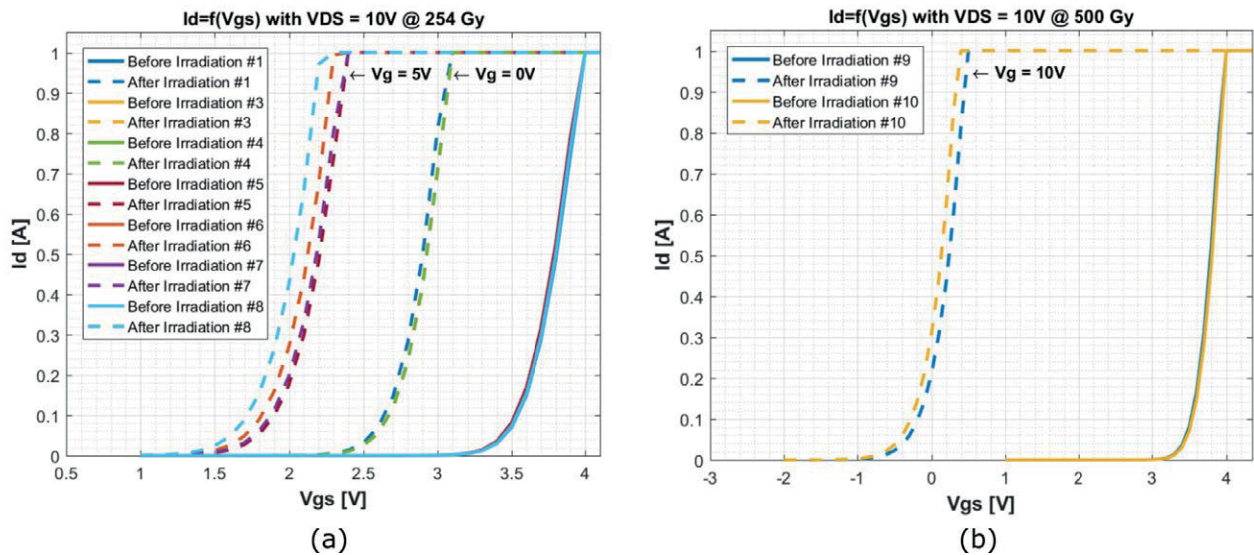 Id=f(Vgs) with VDS = 10V @ 254 Gy
1
0.9
0.8
0.7
0.6
0.5
0.4
0.3
0.2
0.1
0
Id [A]
Before Irradiation #1
After Irradiation #1
Before Irradiation #3
After Irradiation #3
Before Irradiation #4
After Irradiation #4
Before Irradiation #5
After Irradiation #5
Before Irradiation #6
After Irradiation #6
Before Irradiation #7
After Irradiation #7
Before Irradiation #8
After Irradiation #8
← Vg = 5V
← Vg = 0V
0.5 1 1.5 2 2.5 3 3.5 4
Vgs [V]
(a)
Id=f(Vgs) with VDS = 10V @ 500 Gy
1
0.9
0.8
0.7
0.6
0.5
0.4
0.3
0.2
0.1
0
Id [A]
Before Irradiation #9
After Irradiation #9
Before Irradiation #10
After Irradiation #10
← Vg = 10V
-3 -2 -1 0 1 2 3 4
Vgs [V]
(b)